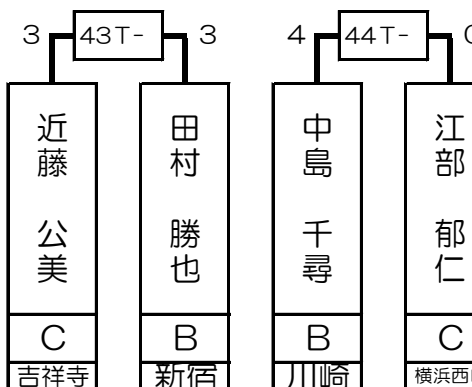 3 43T- 3 4 44T- 0
近藤 公美
田村 勝也
中島 千尋
江部 郁仁
C B B C
吉祥寺 新宿 川崎 横浜西